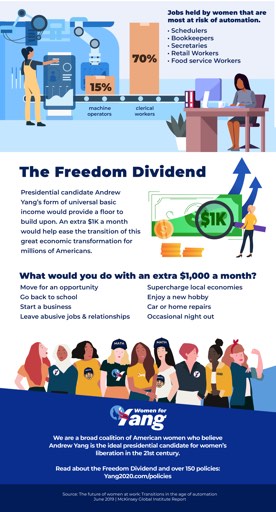 Jobs held by women that are
most at risk of automation.
• Schedulers
• Bookkeepers
• Secretaries
• Retail Workers
• Food service Workers
70%
15%
machine
operators
clerical
workers
The Freedom Dividend
Presidential candidate Andrew
Yang's form of universal basic
income would provide a floor to
build upon. An extra $1K a month
would help ease the transition of this
great economic transformation for
millions of Americans.
$1K
What would you do with an extra $1,000 a month?
Move for an opportunity
Go back to school
Start a business
Leave abusive jobs & relationships
Supercharge local economies
Enjoy a new hobby
Car or home repairs
Occasional night out
MATH
MATH
Women for
Yang
We are a broad coalition of American women who believe
Andrew Yang is the ideal presidential candidate for women's
liberation in the 21st century.
Read about the Freedom Dividend and over 150 policies:
Yang2020.com/policies
Source: The future of women at work: Transitions in the age of automation
June 2019 | McKinsey Global Institute Report